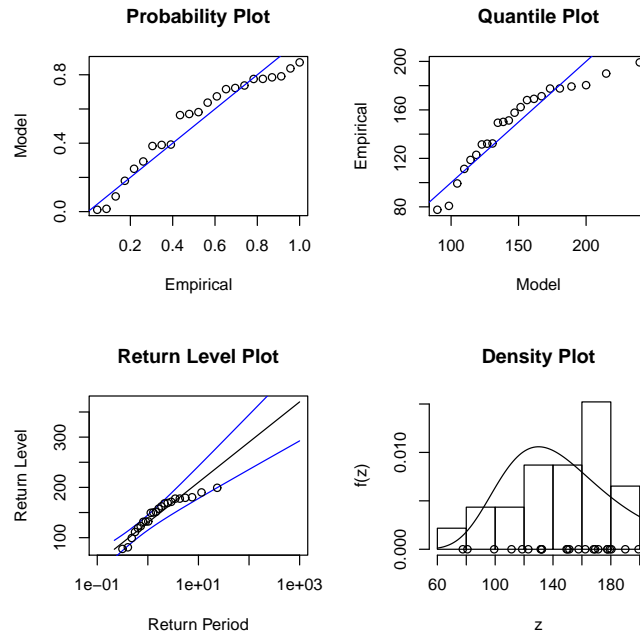 Probability Plot
Model
0.0 0.4 0.8
0.2 0.4 0.6 0.8 1.0
Empirical
Quantile Plot
Empirical
80 120 160 200
100 150 200
Model
Return Level Plot
Return Level
100 200 300
1e−01 1e+01 1e+03
Return Period
Density Plot
f(z)
0.000 0.010
60 100 140 180
z